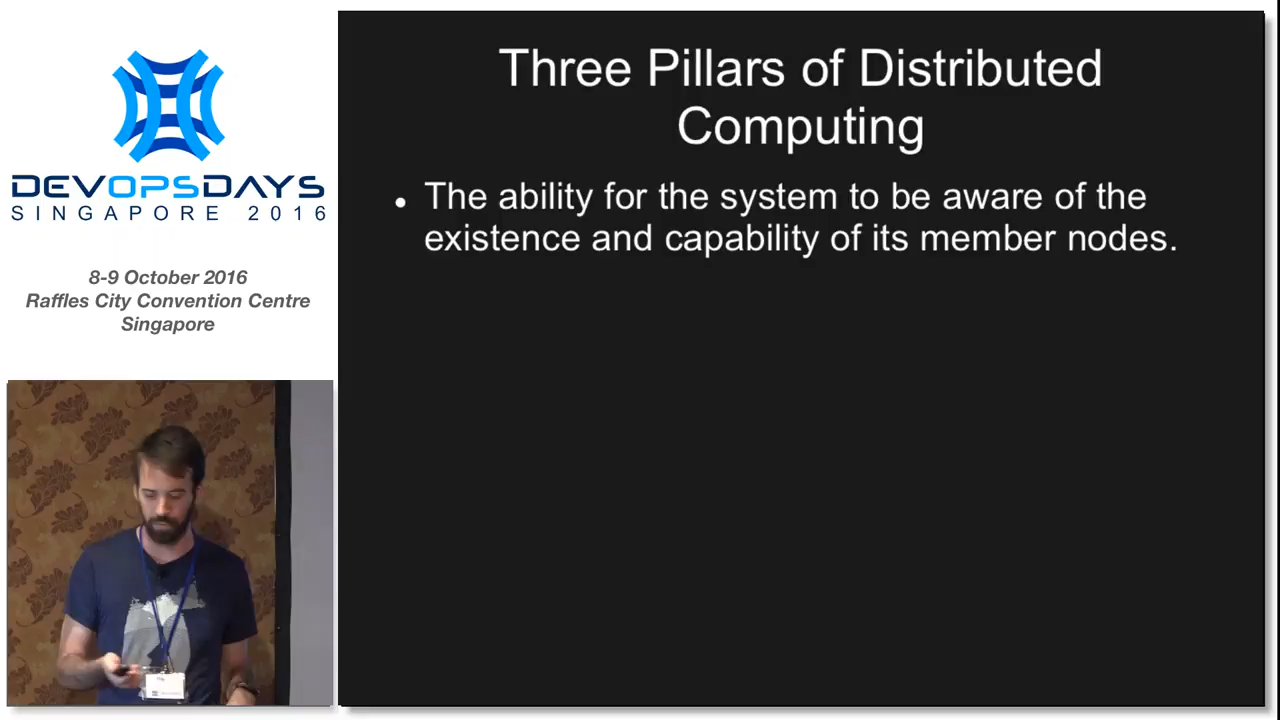 DEVOPSDAYS
SINGAPORE 2016
8-9 October 2016
Raffles City Convention Centre
Singapore
Three Pillars of Distributed
Computing
• The ability for the system to be aware of the
existence and capability of its member nodes.